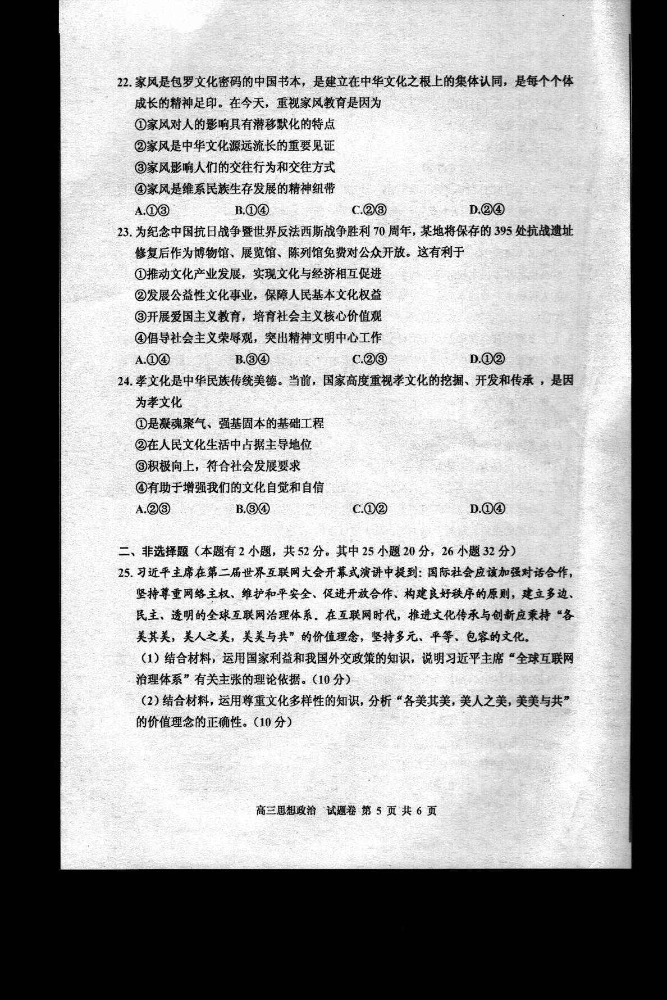 22. 家风是包罗文化密码的中国书本，是建立在中华文化之根上的集体认同，是每个个体
成长的精神足印。在今天，重视家风教育是因为
①家风对人的影响具有潜移默化的特点
②家风是中华文化源远流长的重要见证
③家风影响人们的交往行为和交往方式
④家风是维系民族生存发展的精神纽带
A.①③ B.①④ C.②③ D.②④
23. 为纪念中国抗日战争暨世界反法西斯战争胜利 70 周年，某地将保存的 395 处抗战遗址
修复后作为博物馆、展览馆、陈列馆免费对公众开放。这有利于
①推动文化产业发展，实现文化与经济相互促进
②发展公益性文化事业，保障人民基本文化权益
③开展爱国主义教育，培育社会主义核心价值观
④倡导社会主义荣辱观，突出精神文明中心工作
A.①④ B.③④ C.②③ D.①②
24. 孝文化是中华民族传统美德。当前，国家高度重视孝文化的挖掘、开发和传承 ，是因
为孝文化
①是凝魂聚气、强基固本的基础工程
②在人民文化生活中占据主导地位
③积极向上，符合社会发展要求
④有助于增强我们的文化自觉和自信
A.②③ B.③④ C.①② D.①④
二、非选择题（本题有 2 小题，共 52 分。其中 25 小题 20 分，26 小题 32 分）
25. 习近平主席在第二届世界互联网大会开幕式演讲中提到：国际社会应该加强对话合作，
坚持尊重网络主权、维护和平安全、促进开放合作、构建良好秩序的原则，建立多边、
民主、透明的全球互联网治理体系。在互联网时代，推进文化传承与创新应秉持“各
美其美，美人之美，美美与共”的价值理念，坚持多元、平等、包容的文化。
（1）结合材料，运用国家利益和我国外交政策的知识，说明习近平主席“全球互联网
治理体系”有关主张的理论依据。（10 分）
（2）结合材料，运用尊重文化多样性的知识，分析“各美其美，美人之美，美美与共”
的价值理念的正确性。（10 分）
高三思想政治 试题卷 第 5 页 共 6 页